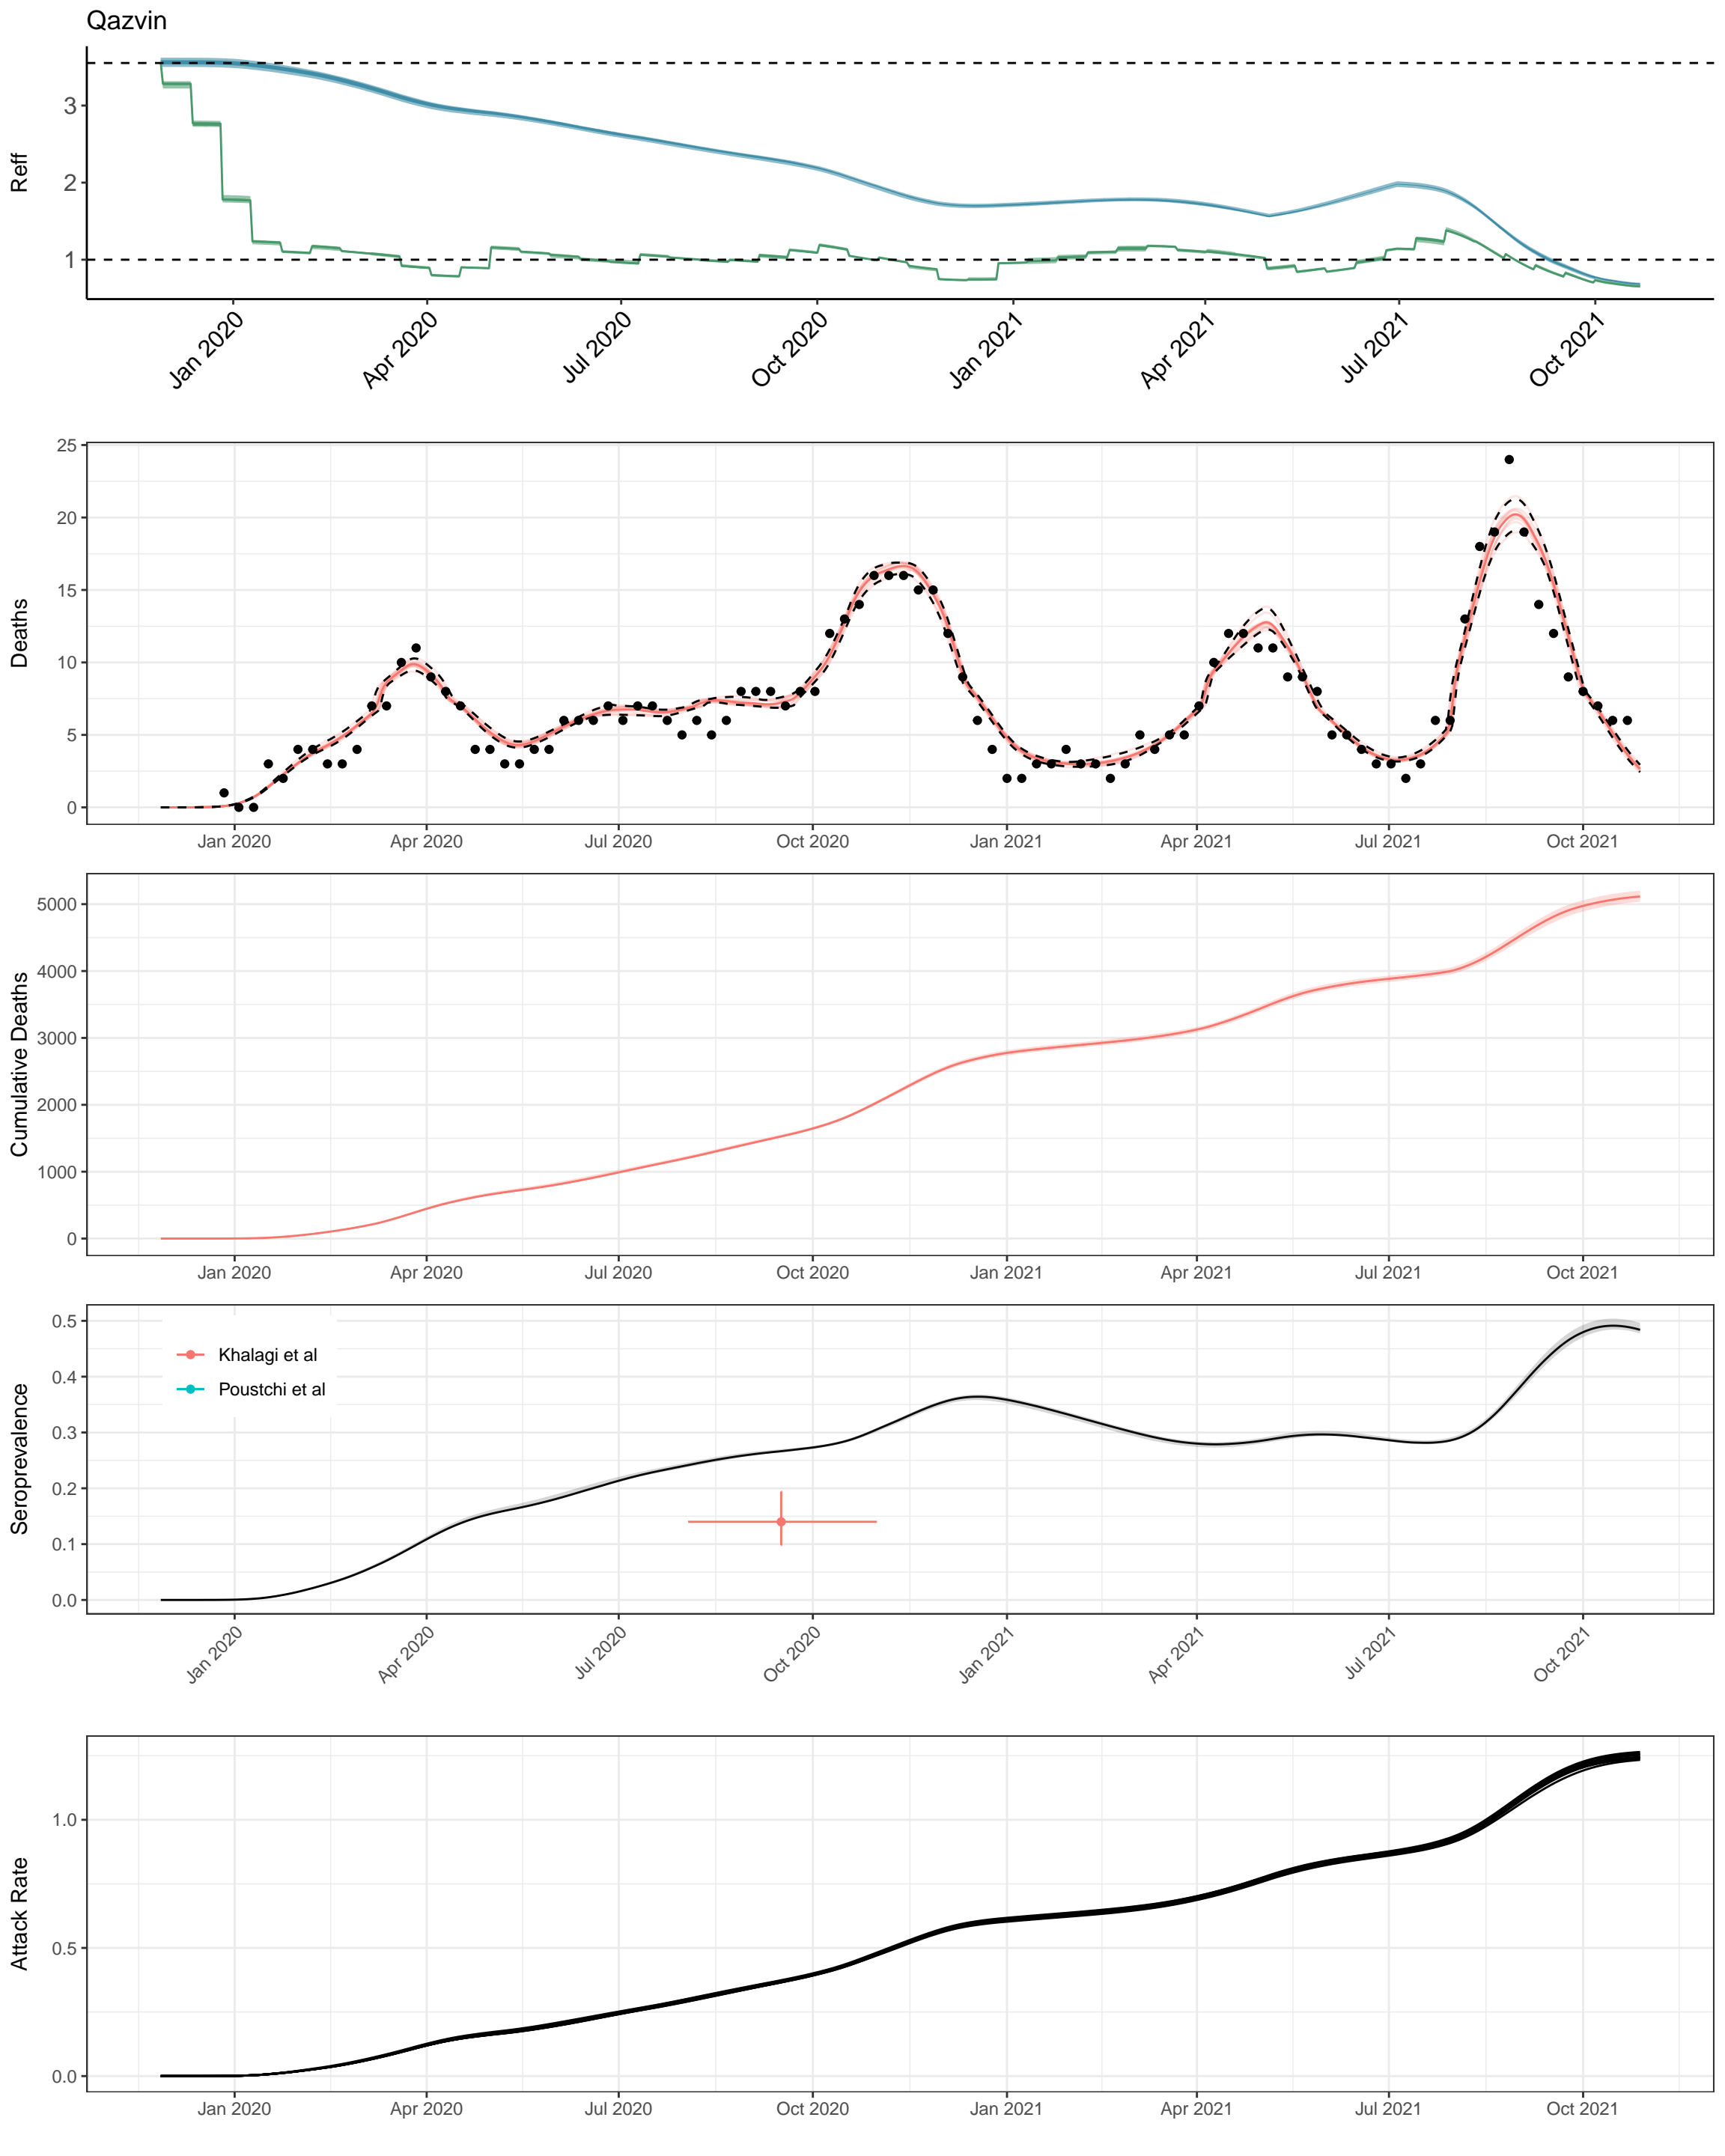 Qazvin
Reff
3
2
1
Jan 2020 Apr 2020 Jul 2020 Oct 2020 Jan 2021 Apr 2021 Jul 2021 Oct 2021
Deaths
25
20
15
10
5
0
Jan 2020 Apr 2020 Jul 2020 Oct 2020 Jan 2021 Apr 2021 Jul 2021 Oct 2021
Cumulative Deaths
5000
4000
3000
2000
1000
0
Jan 2020 Apr 2020 Jul 2020 Oct 2020 Jan 2021 Apr 2021 Jul 2021 Oct 2021
Seroprevalence
0.5
0.4
0.3
0.2
0.1
0.0
Khalagi et al
Poustchi et al
Jan 2020 Apr 2020 Jul 2020 Oct 2020 Jan 2021 Apr 2021 Jul 2021 Oct 2021
Attack Rate
1.0
0.5
0.0
Jan 2020 Apr 2020 Jul 2020 Oct 2020 Jan 2021 Apr 2021 Jul 2021 Oct 2021